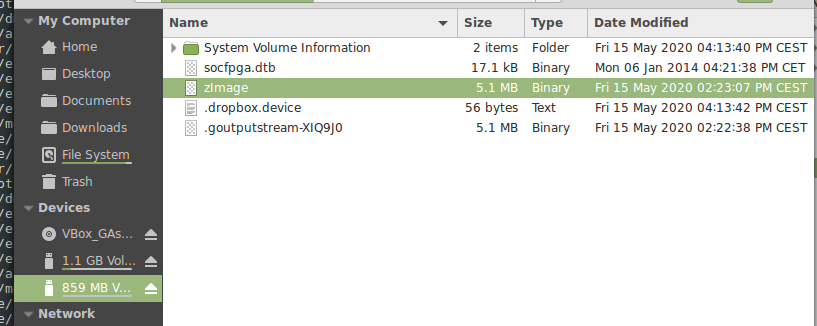 My Computer
Home
Desktop
Documents
Downloads
File System
Trash
Devices
VBox_GAs...
1.1 GB Vol...
859 MB V...
Network
Name Size Type Date Modified
System Volume Information 2 items Folder Fri 15 May 2020 04:13:40 PM CEST
socfpga.dtb 17.1 kB Binary Mon 06 Jan 2014 04:21:38 PM CET
zImage 5.1 MB Binary Fri 15 May 2020 02:23:07 PM CEST
.dropbox.device 56 bytes Text Fri 15 May 2020 04:13:42 PM CEST
.goutputstream-XIQ9J0 5.1 MB Binary Fri 15 May 2020 02:22:38 PM CEST